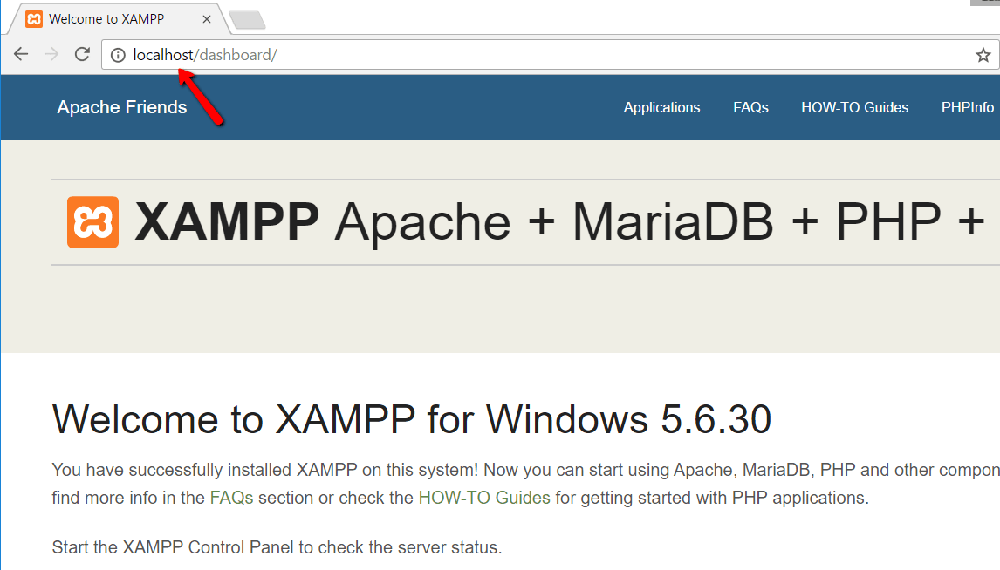 Welcome to XAMPP
localhost/dashboard/
Apache Friends
Applications FAQs HOW-TO Guides PHPInfo
XAMPP Apache + MariaDB + PHP +
Welcome to XAMPP for Windows 5.6.30
You have successfully installed XAMPP on this system! Now you can start using Apache, MariaDB, PHP and other compon
find more info in the FAQs section or check the HOW-TO Guides for getting started with PHP applications.
Start the XAMPP Control Panel to check the server status.